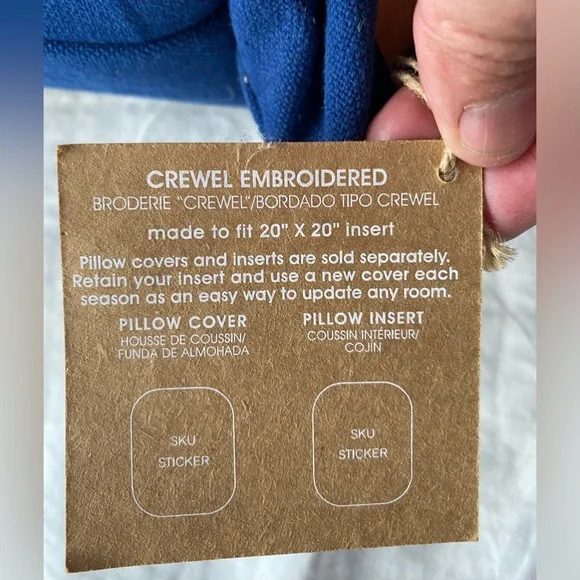 CREWEL EMBROIDERED
BRODERIE "CREWEL"/BORDADO TIPO CREWEL
made to fit 20" X 20" insert
Pillow covers and inserts are sold separately.
Retain your insert and use a new cover each
season as an easy way to update any room.
PILLOW COVER
HOUSSE DE COUSSIN/
FUNDA DE ALMOHADA
PILLOW INSERT
COUSSIN INTÉRIEUR/
COJÍN
SKU
STICKER
SKU
STICKER